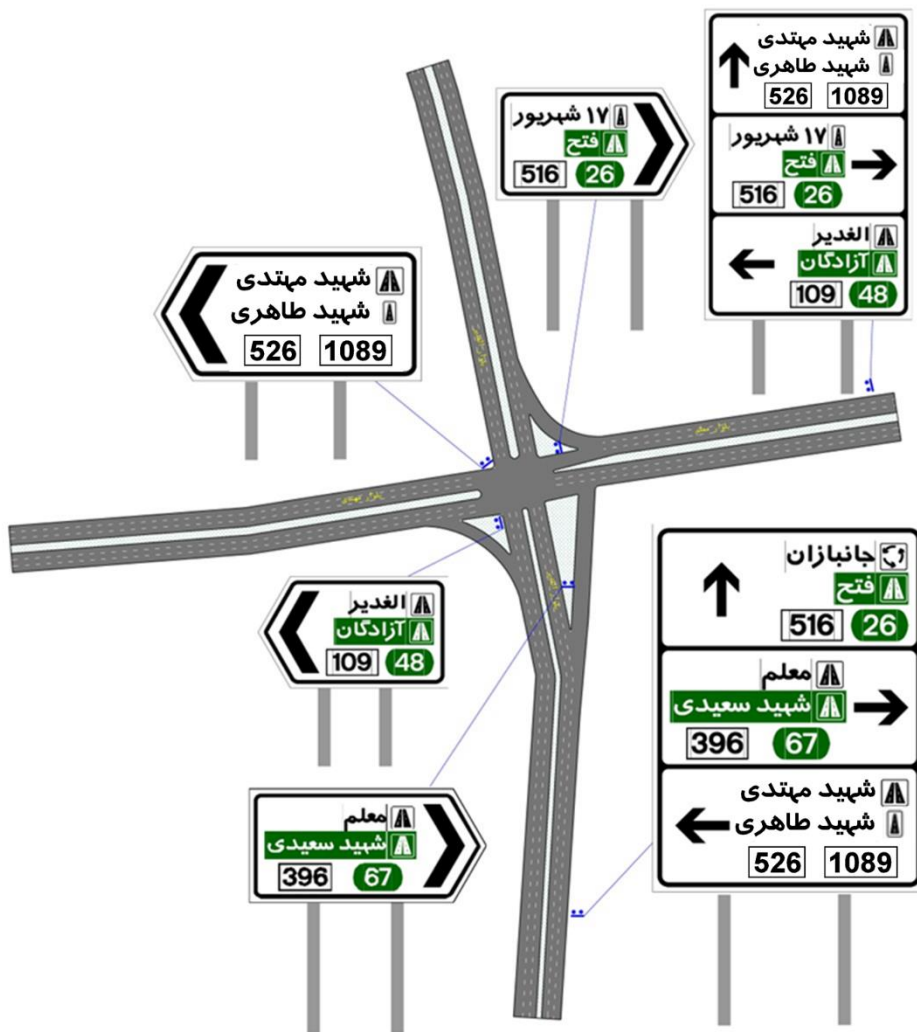 شهید مهتدی
شهید طاهری
526 1089
۱۷ شهریور
فتح
516 26
الغدیر
آزادگان
109 48
۱۷ شهریور
فتح
516 26
شهید مهتدی
شهید طاهری
526 1089
بلوار معلم
جانبازان
فتح
516 26
معلم
شهید سعیدی
396 67
شهید مهتدی
شهید طاهری
526 1089
الغدیر
آزادگان
109 48
معلم
شهید سعیدی
396 67